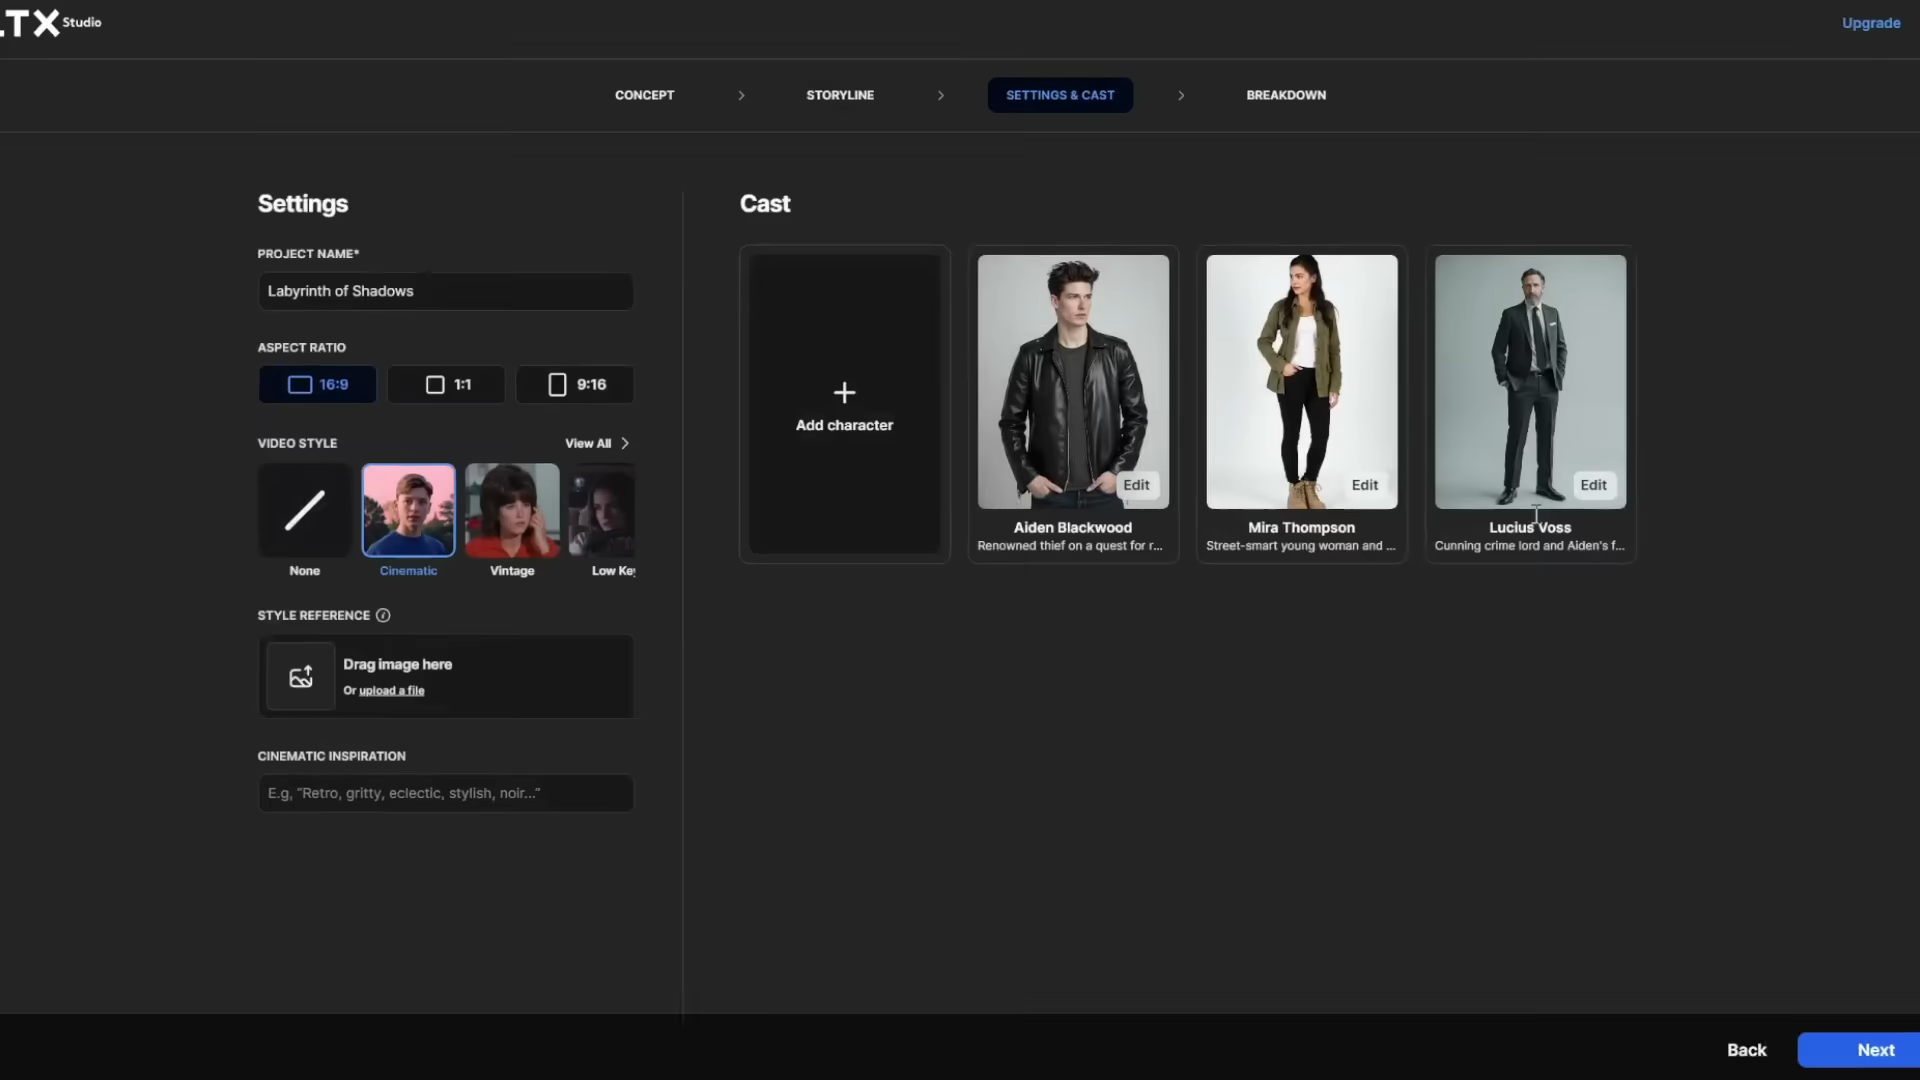 LTX Studio
Upgrade
CONCEPT
STORYLINE
SETTINGS & CAST
BREAKDOWN
Settings
PROJECT NAME*
Labyrinth of Shadows
ASPECT RATIO
16:9
1:1
9:16
VIDEO STYLE
View All
None
Cinematic
Vintage
Low Key
STYLE REFERENCE
Drag image here
Or upload a file
CINEMATIC INSPIRATION
E.g, “Retro, gritty, eclectic, stylish, noir...”
Cast
Add character
Edit
Aiden Blackwood
Renowned thief on a quest for r...
Edit
Mira Thompson
Street-smart young woman and ...
Edit
Lucius Voss
Cunning crime lord and Aiden's f...
Back
Next